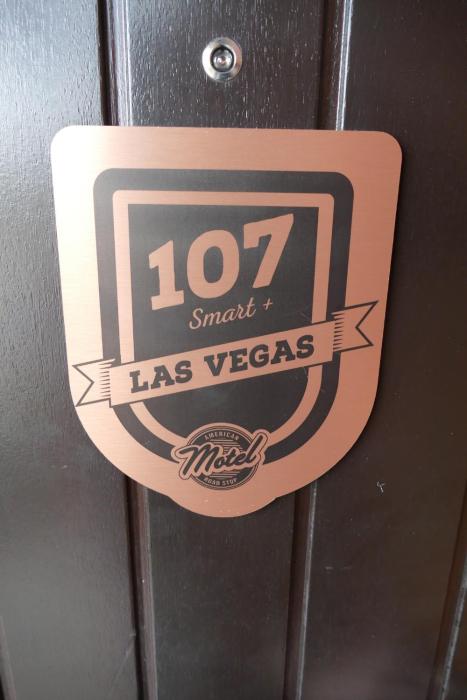 107
Smart +
LAS VEGAS
AMERICAN
Motel
ROAD STOP